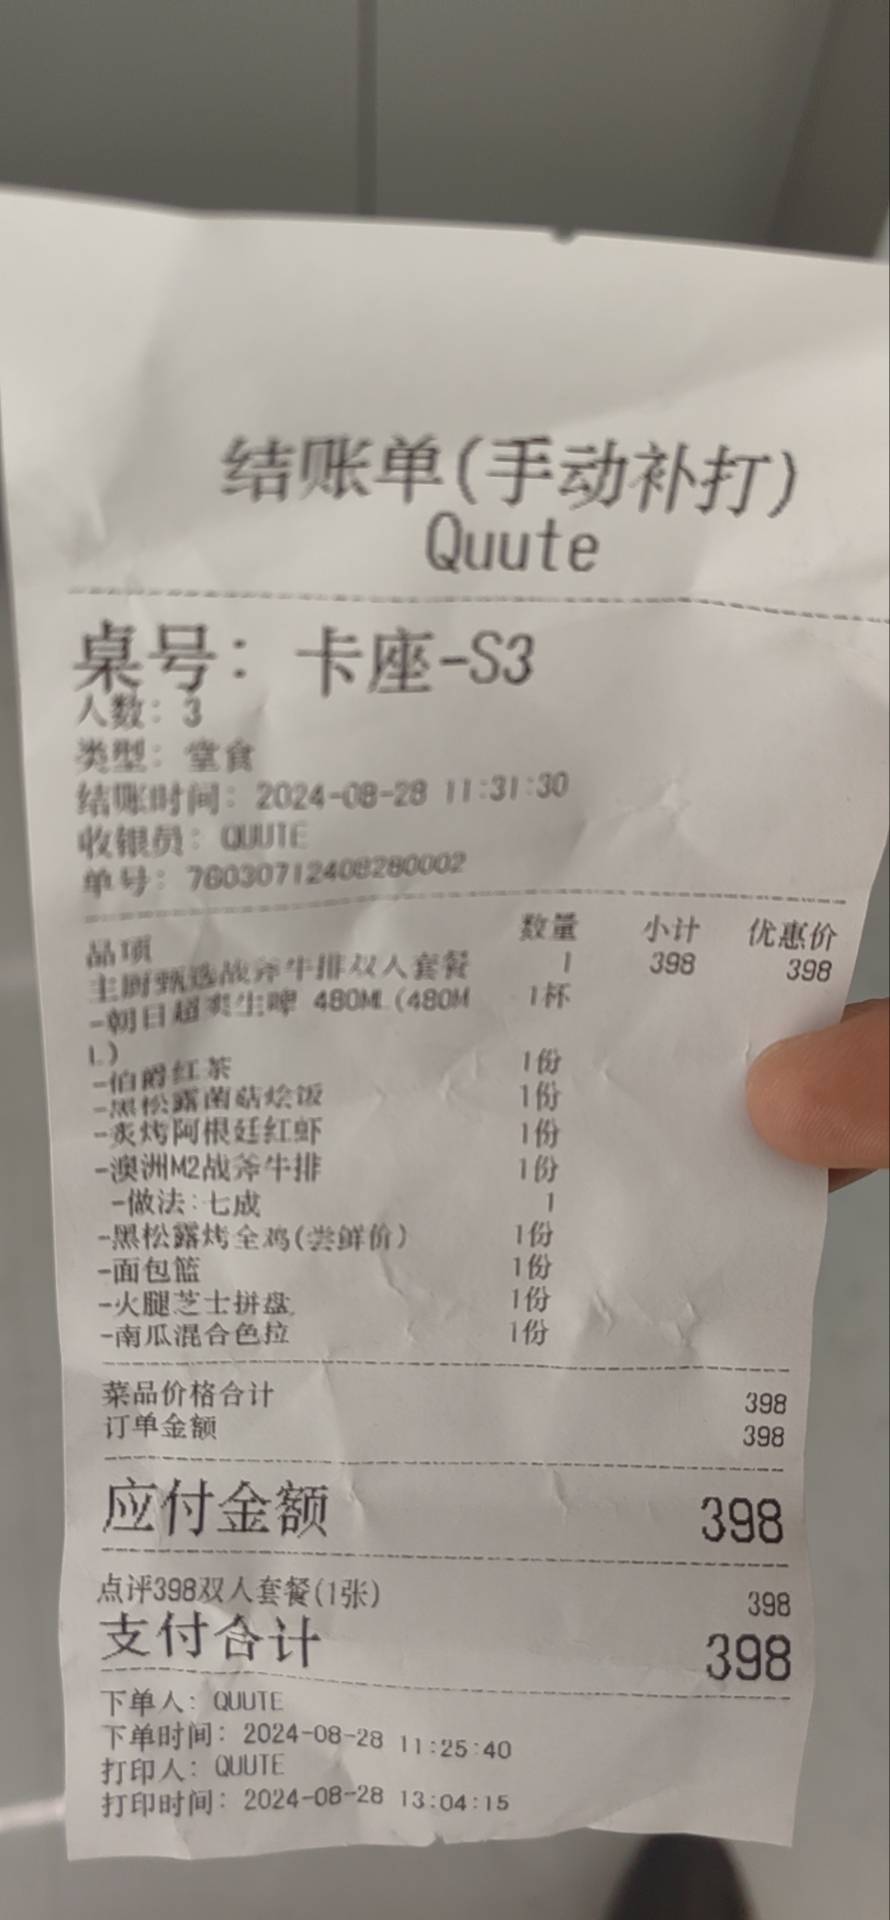 结账单(手动补打)
Quute
桌号: 卡座-S3
人数: 3
类型: 堂食
结账时间: 2024-08-28 11:31:30
收银员: QUUTE
单号: 76030712408280002
品项 数量 小计 优惠价
主厨甄选战斧牛排双人套餐 1 398 398
-朝日超爽生啤 480ML(480M 1杯
L)
-伯爵红茶 1份
-黑松露菌菇烩饭 1份
-炙烤阿根廷红虾 1份
-澳洲M2战斧牛排 1份
-做法:七成 1
-黑松露烤全鸡(尝鲜价) 1份
-面包篮 1份
-火腿芝士拼盘 1份
-南瓜混合色拉 1份
菜品价格合计 398
订单金额 398
应付金额 398
点评398双人套餐(1张) 398
支付合计 398
下单人: QUUTE
下单时间: 2024-08-28 11:25:40
打印人: QUUTE
打印时间: 2024-08-28 13:04:15